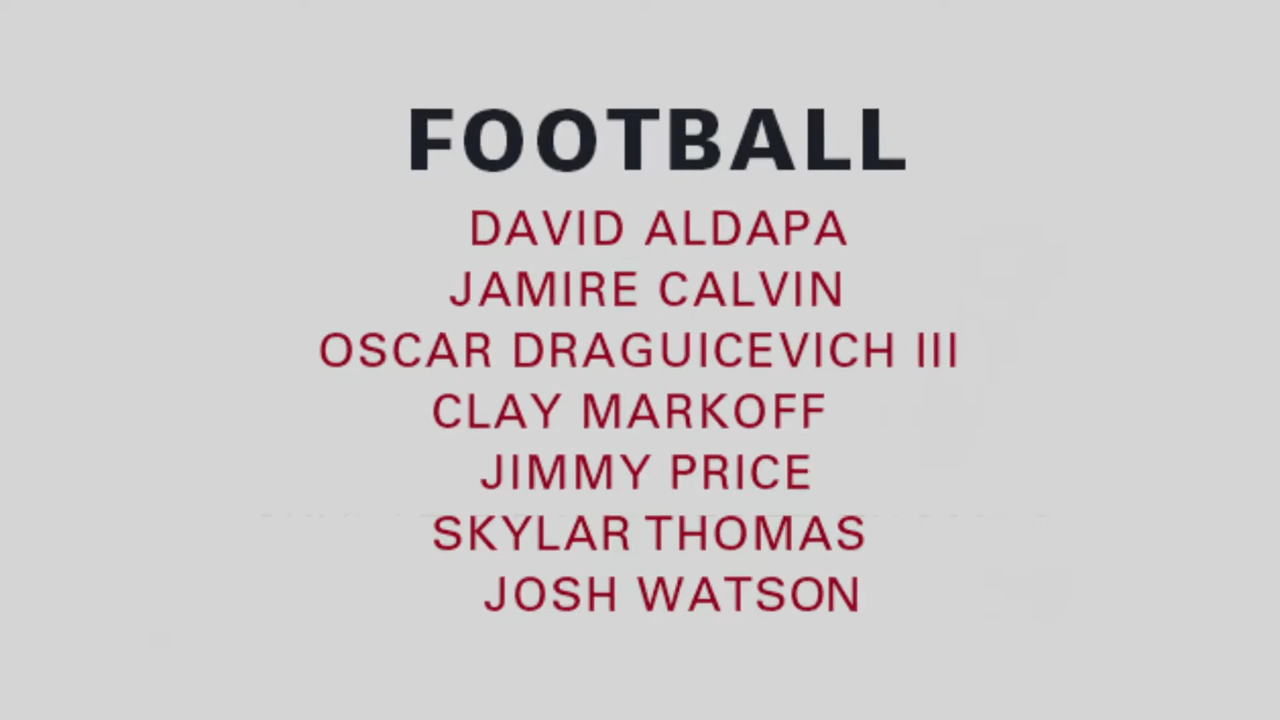 FOOTBALL
DAVID ALDAPA
JAMIRE CALVIN
OSCAR DRAGUICEVICH III
CLAY MARKOFF
JIMMY PRICE
SKYLAR THOMAS
JOSH WATSON